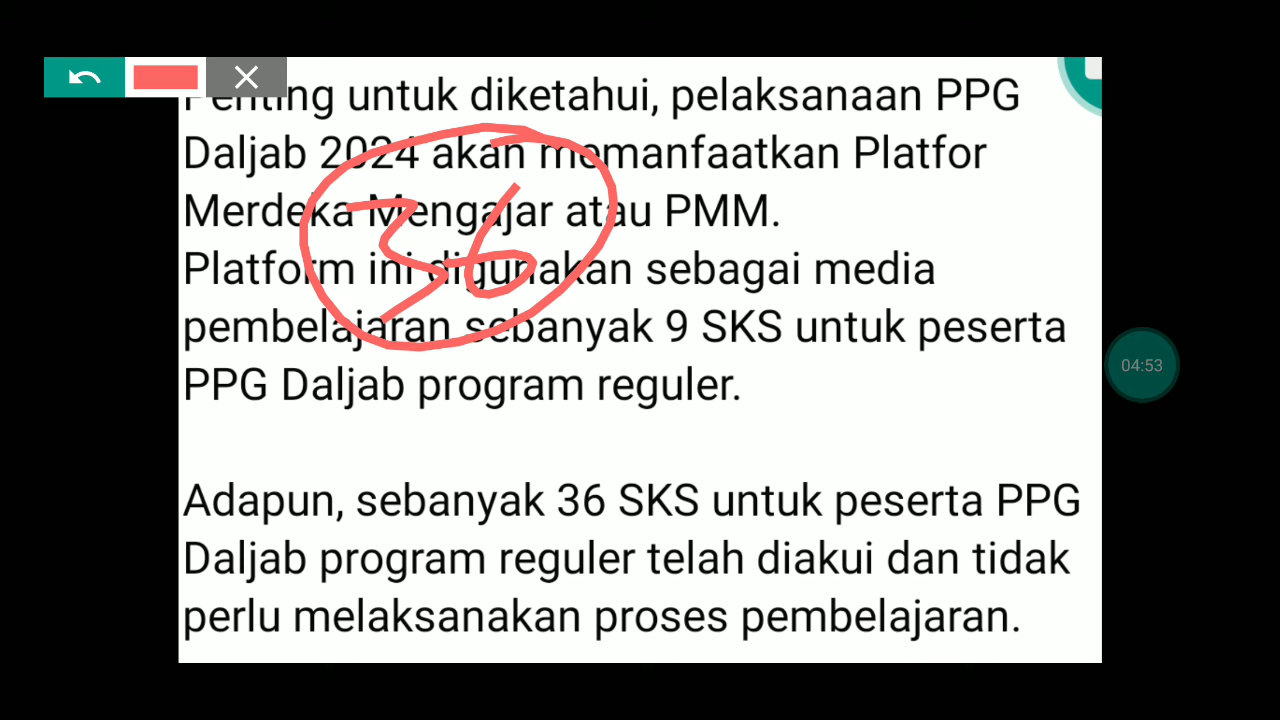 Penting untuk diketahui, pelaksanaan PPG
Daljab 2024 akan memanfaatkan Platfor
Merdeka Mengajar atau PMM.
36
Platform ini digunakan sebagai media
pembelajaran sebanyak 9 SKS untuk peserta
PPG Daljab program reguler.
04:53
Adapun, sebanyak 36 SKS untuk peserta PPG
Daljab program reguler telah diakui dan tidak
perlu melaksanakan proses pembelajaran.